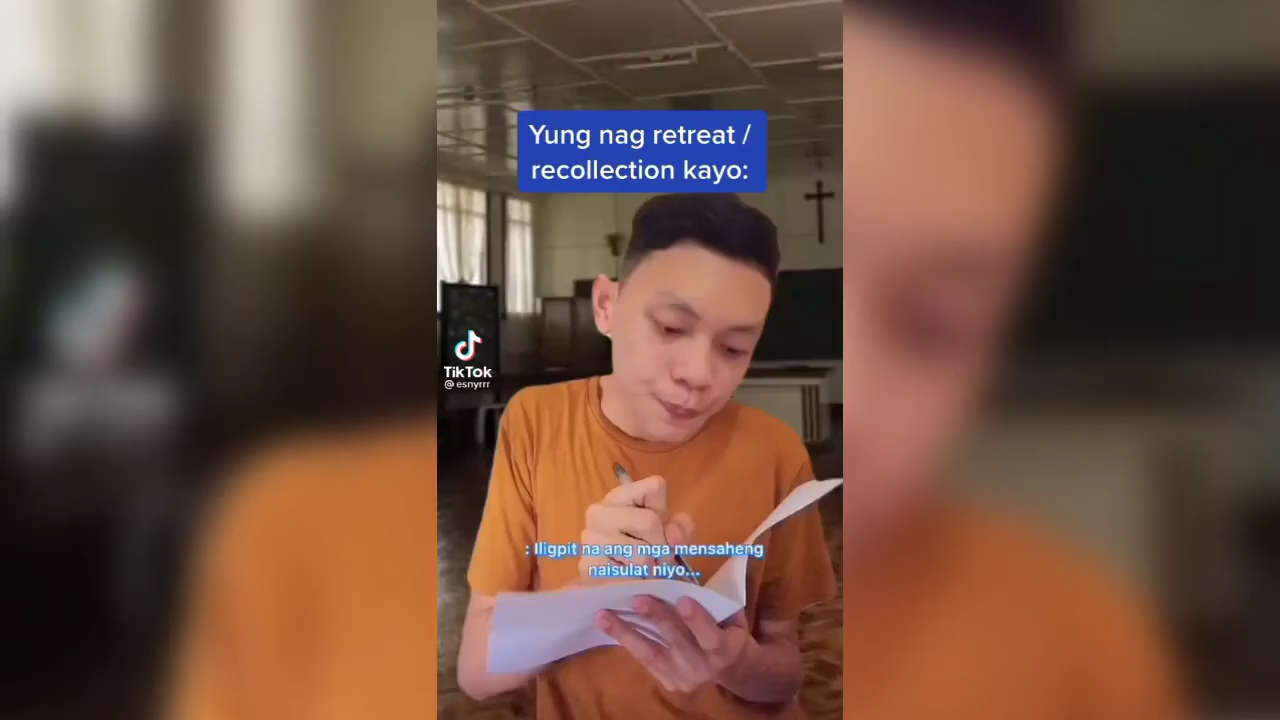 Yung nag retreat /
recollection kayo:
TikTok
@esnyrrr
: Iligpit na ang mga mensaheng
naisulat niyo...